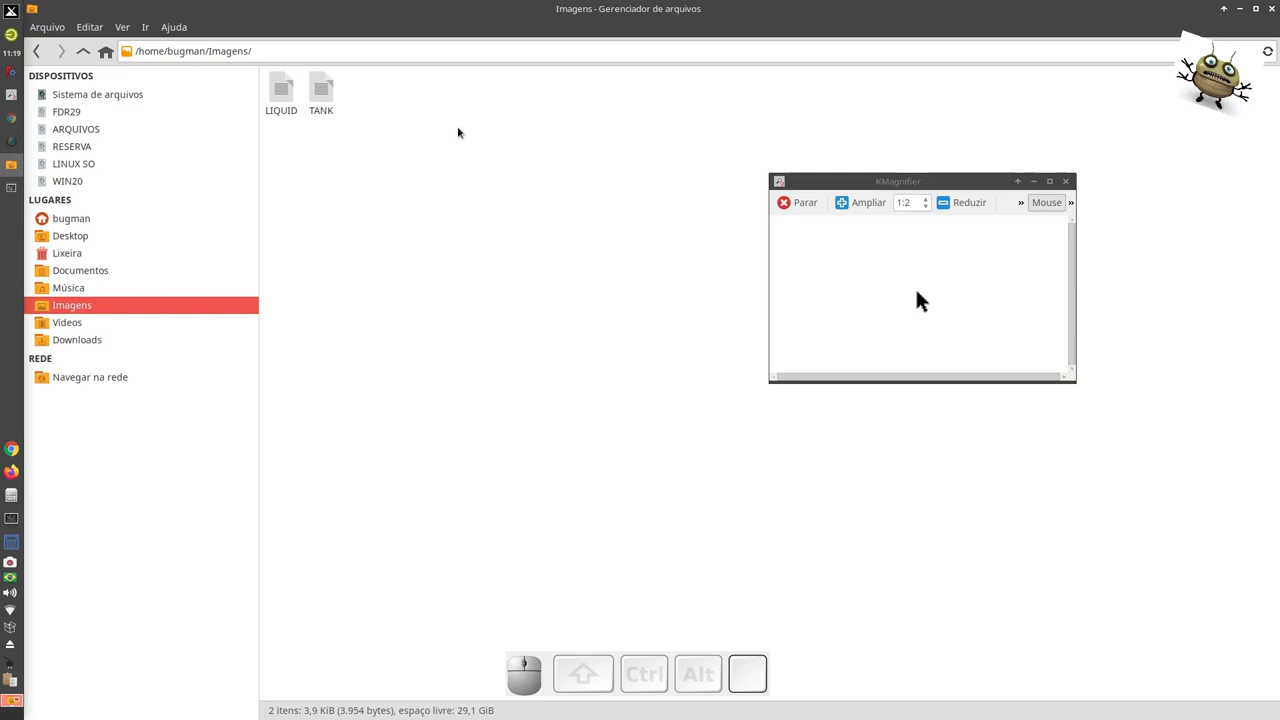 Imagens - Gerenciador de arquivos
Arquivo Editar Ver Ir Ajuda
11:19
/home/bugman/Imagens/
DISPOSITIVOS
Sistema de arquivos
FDR29
ARQUIVOS
RESERVA
LINUX SO
WIN20
LUGARES
bugman
Desktop
Lixeira
Documentos
Música
Imagens
Vídeos
Downloads
REDE
Navegar na rede
LIQUID TANK
KMagnifier
Parar Ampliar 1:2 Reduzir » Mouse »
Ctrl Alt
2 itens: 3,9 KiB (3.954 bytes), espaço livre: 29,1 GiB